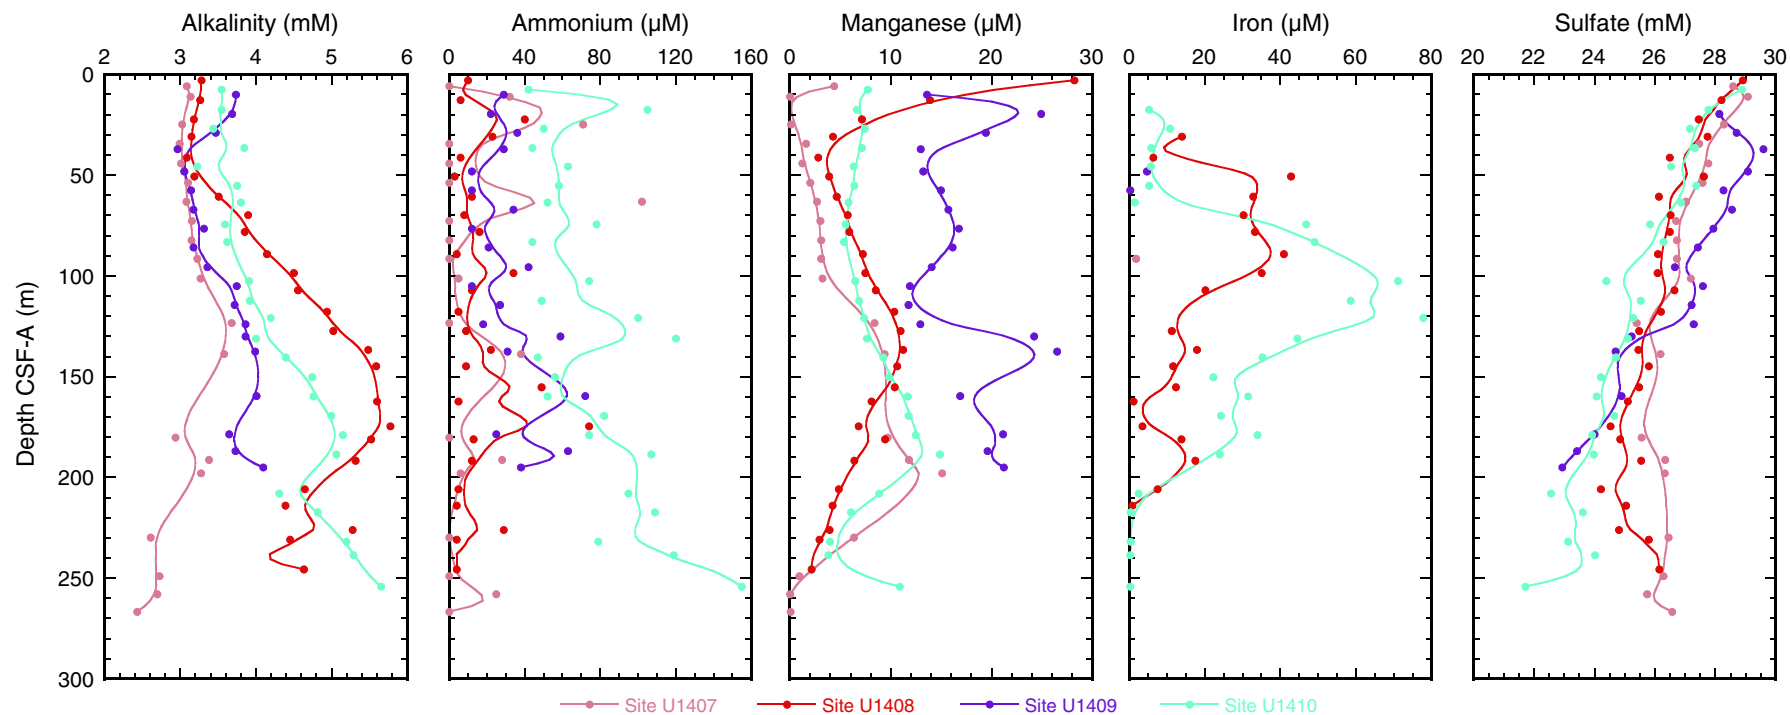 Alkalinity (mM) Ammonium (µM) Manganese (µM) Iron (µM) Sulfate (mM)
2 3 4 5 6 0 40 80 120 160 0 10 20 30 0 20 40 60 80 20 22 24 26 28 30
0
50
100
150
200
250
300
Depth CSF-A (m)
Site U1407 Site U1408 Site U1409 Site U1410